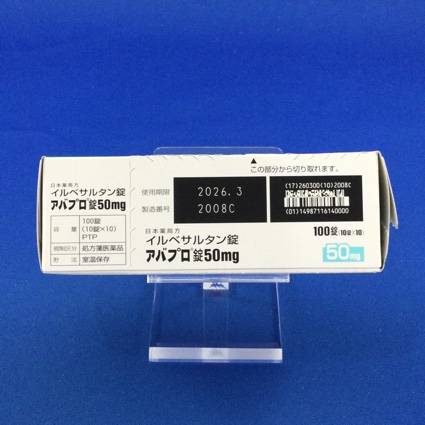 日本薬局方
イルベサルタン錠
アバプロ錠50mg
容 量
100錠
(10錠×10)
PTP
規制区分 処方箋医薬品
貯 法 室温保存
使用期限 2026.3
製造番号 2008C
▲
この部分から切り取れます。
(17)260300(10)2008C
(01)14987116140000
日本薬局方
イルベサルタン錠
アバプロ錠50mg
100錠(10錠×10)
50mg